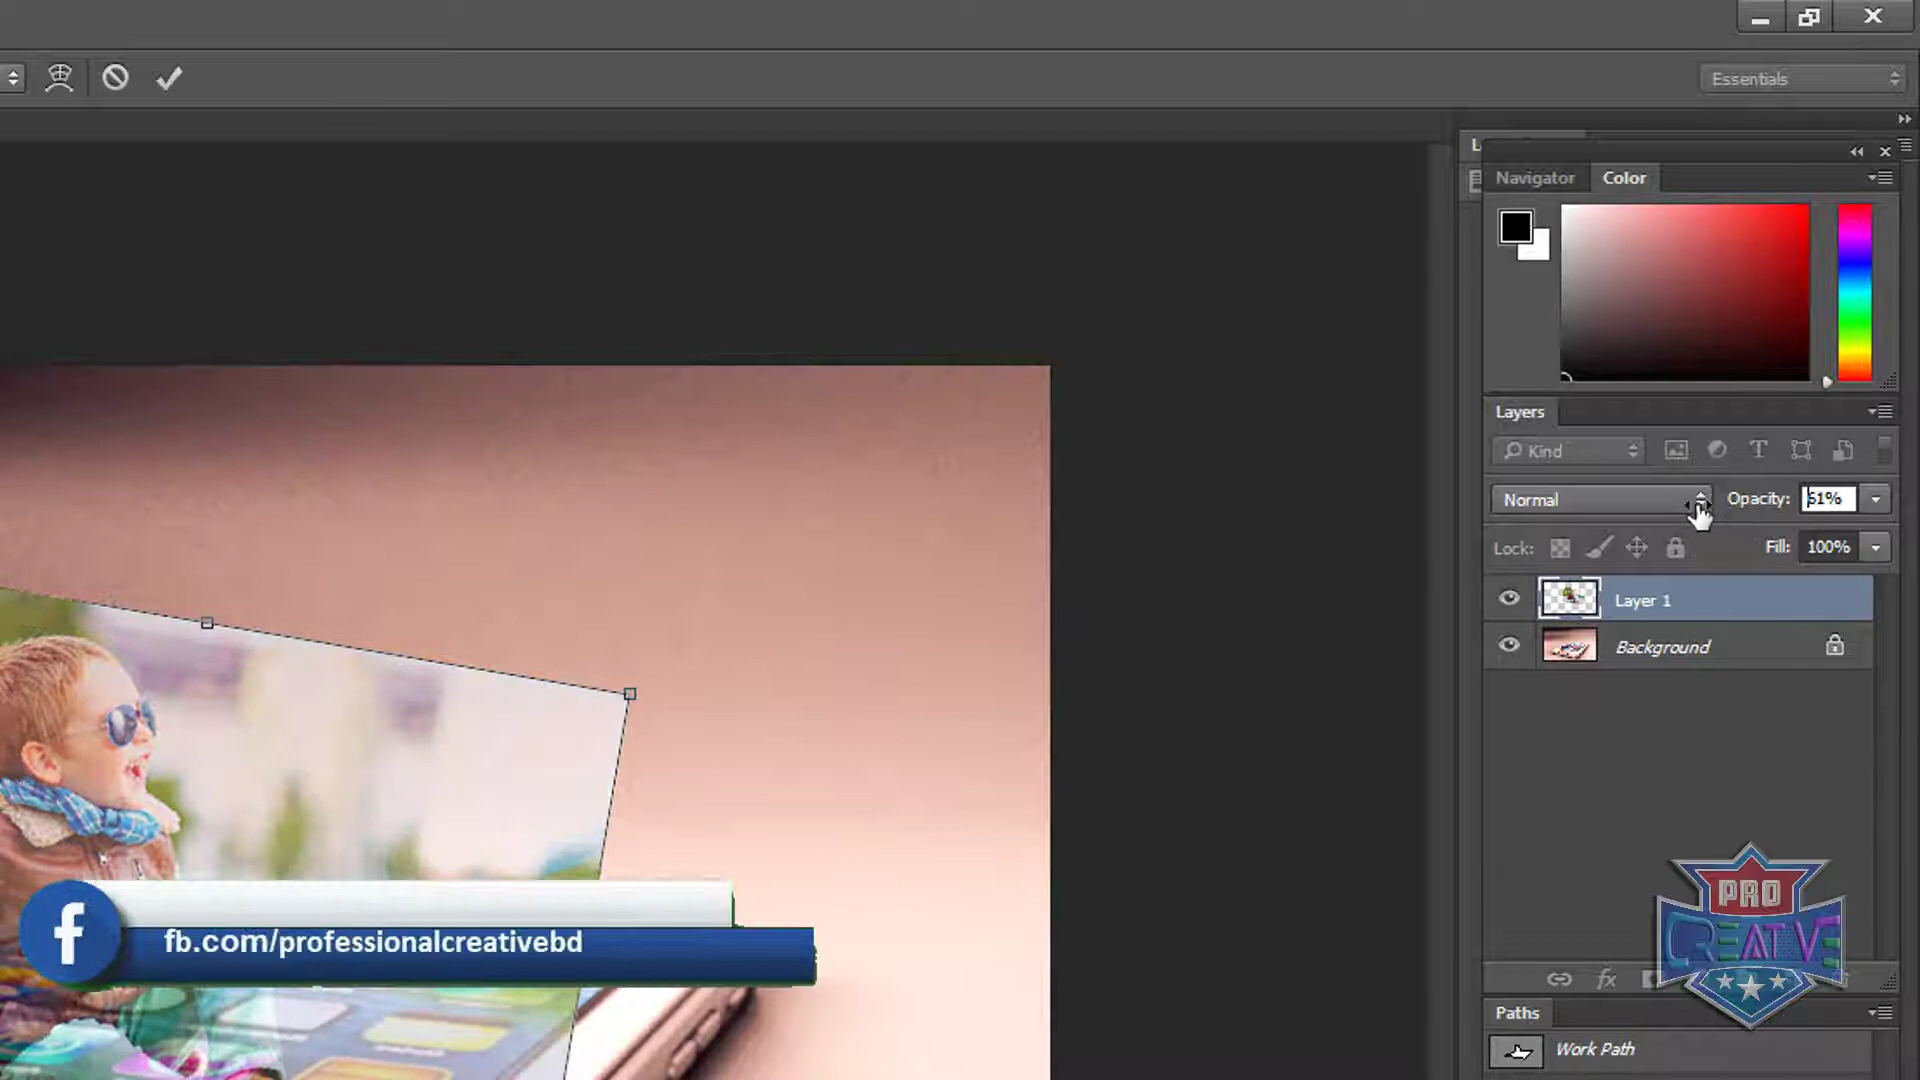 Essentials
Navigator
Color
Layers
Kind
Normal
Opacity:
61%
Lock:
Fill:
100%
Layer 1
Background
fx
PRO
CREATIVE
fb.com/professionalcreativebd
Paths
Work Path